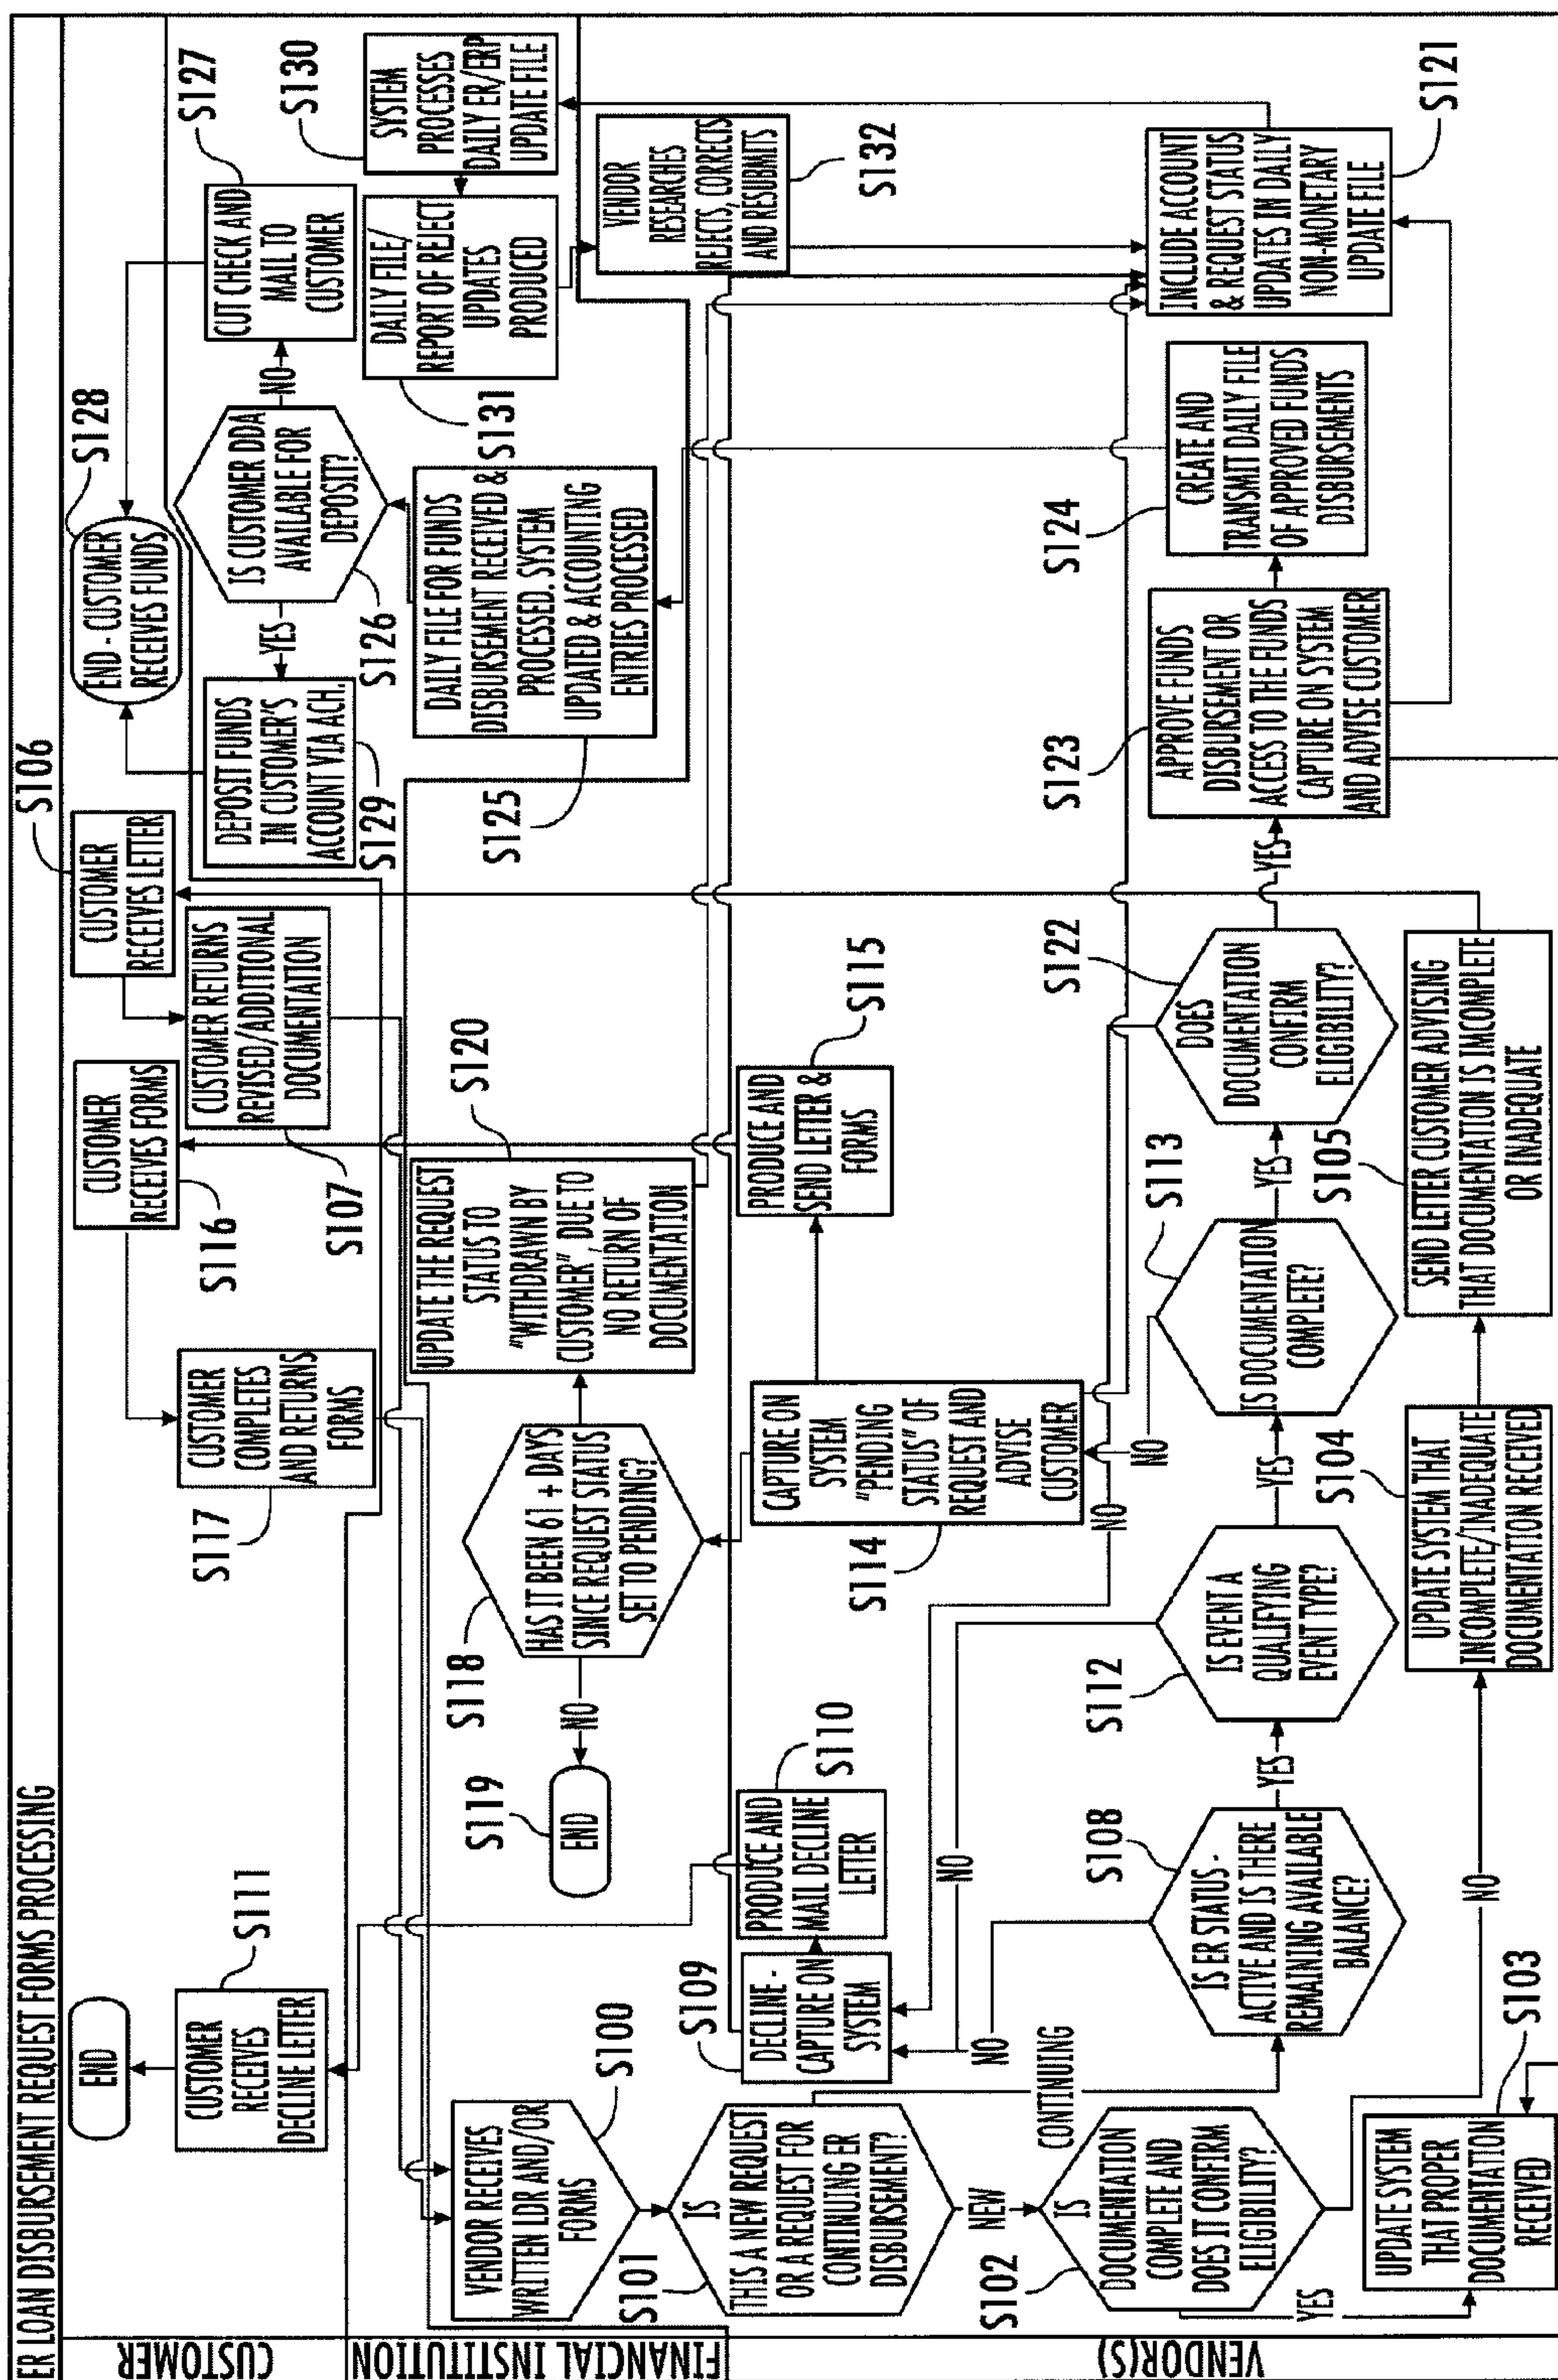 ER LOAN DISBURSEMENT REQUEST FORMS PROCESSING
CUSTOMER
FINANCIAL INSTITUTION
VENDOR(S)
END
CUSTOMER
RECEIVES
DECLINE LETTER
S111
CUSTOMER
COMPLETES
AND RETURNS
FORMS
S117
CUSTOMER
RECEIVES FORMS
S116
CUSTOMER RETURNS
REVISED/ADDITIONAL
DOCUMENTATION
S107
CUSTOMER
RECEIVES LETTER
S106
END - CUSTOMER
RECEIVES FUNDS
S128
DEPOSIT FUNDS
IN CUSTOMER'S
ACCOUNT VIA ACH.
S129
YES
IS CUSTOMER DDA
AVAILABLE FOR
DEPOSIT?
S126
NO
CUT CHECK AND
MAIL TO
CUSTOMER
S127
SYSTEM
PROCESSES
DAILY ER/ERP
UPDATE FILE
S130
DAILY FILE/
REPORT OF REJECT
UPDATES
PRODUCED
S131
DAILY FILE FOR FUNDS
DISBURSEMENT RECEIVED &
PROCESSED. SYSTEM
UPDATED & ACCOUNTING
ENTRIES PROCESSED
S125
VENDOR
RESEARCHES
REJECTS, CORRECTS
AND RESUBMITS
S132
VENDOR RECEIVES
WRITTEN LDR AND/OR
FORMS
S100
END
S119
NO
HAS IT BEEN 61 + DAYS
SINCE REQUEST STATUS
SET TO PENDING?
S118
UPDATE THE REQUEST
STATUS TO
"WITHDRAWN BY
CUSTOMER", DUE TO
NO RETURN OF
DOCUMENTATION
S120
IS
THIS A NEW REQUEST
OR A REQUEST FOR
CONTINUING ER
DISBURSEMENT?
S101
CONTINUING
NEW
DECLINE -
CAPTURE ON
SYSTEM
S109
PRODUCE AND
MAIL DECLINE
LETTER
S110
CAPTURE ON
SYSTEM
"PENDING
STATUS" OF
REQUEST AND
ADVISE
CUSTOMER
S114
PRODUCE AND
SEND LETTER &
FORMS
S115
NO
NO
NO
NO
IS
DOCUMENTATION
COMPLETE AND
DOES IT CONFIRM
ELIGIBILITY?
S102
YES
NO
IS ER STATUS -
ACTIVE AND IS THERE
REMAINING AVAILABLE
BALANCE?
S108
YES
IS EVENT A
QUALIFYING
EVENT TYPE?
S112
YES
IS DOCUMENTATION
COMPLETE?
S113
YES
DOES
DOCUMENTATION
CONFIRM
ELIGIBILITY?
S122
YES
APPROVE FUNDS
DISBURSEMENT OR
ACCESS TO THE FUNDS
CAPTURE ON SYSTEM
AND ADVISE CUSTOMER
S123
CREATE AND
TRANSMIT DAILY FILE
OF APPROVED FUNDS
DISBURSEMENTS
S124
INCLUDE ACCOUNT
& REQUEST STATUS
UPDATES IN DAILY
NON-MONETARY
UPDATE FILE
S121
UPDATE SYSTEM
THAT PROPER
DOCUMENTATION
RECEIVED
S103
UPDATE SYSTEM THAT
INCOMPLETE/INADEQUATE
DOCUMENTATION RECEIVED
S104
SEND LETTER CUSTOMER ADVISING
THAT DOCUMENTATION IS INCOMPLETE
OR INADEQUATE
S105